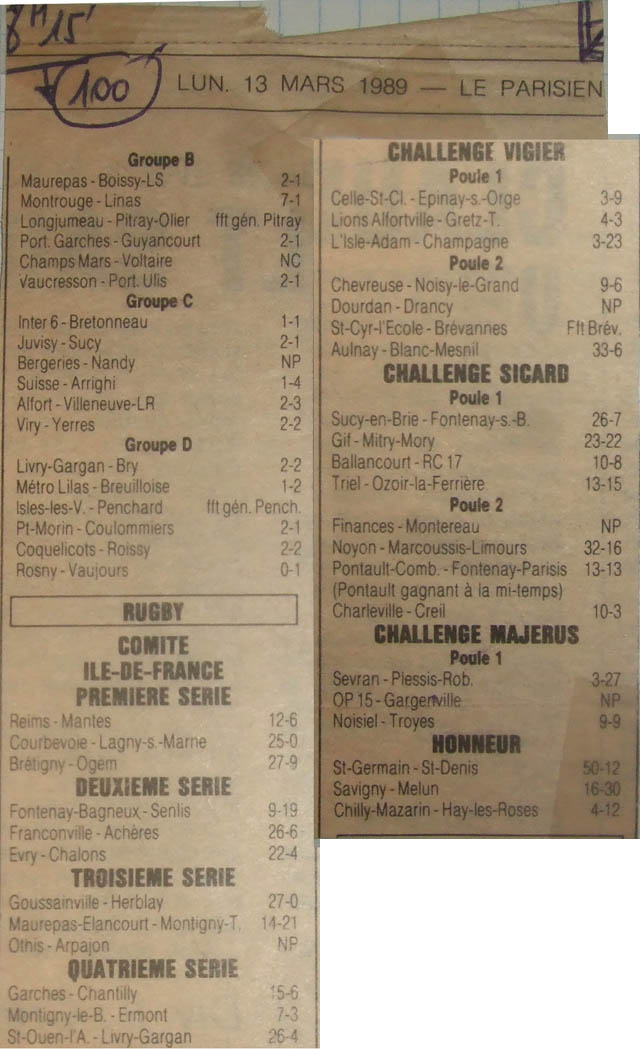 8H 15'
100
LUN. 13 MARS 1989 — LE PARISIEN
Groupe B
Maurepas - Boissy-LS 2-1
Montrouge - Linas 7-1
Longjumeau - Pitray-Olier fft gén. Pitray
Port. Garches - Guyancourt 2-1
Champs Mars - Voltaire NC
Vaucresson - Port. Ulis 2-1
Groupe C
Inter 6 - Bretonneau 1-1
Juvisy - Sucy 2-1
Bergeries - Nandy NP
Suisse - Arrighi 1-4
Alfort - Villeneuve-LR 2-3
Viry - Yerres 2-2
Groupe D
Livry-Gargan - Bry 2-2
Métro Lilas - Breuilloise 1-2
Isles-les-V. - Penchard fft gén. Pench.
Pt-Morin - Coulommiers 2-1
Coquelicots - Roissy 2-2
Rosny - Vaujours 0-1
RUGBY
COMITE
ILE-DE-FRANCE
PREMIERE SERIE
Reims - Mantes 12-6
Courbevoie - Lagny-s.-Marne 25-0
Brétigny - Ogem 27-9
DEUXIEME SERIE
Fontenay-Bagneux - Senlis 9-19
Franconville - Achères 26-6
Evry - Chalons 22-4
TROISIEME SERIE
Goussainville - Herblay 27-0
Maurepas-Elancourt - Montigny-T. 14-21
Othis - Arpajon NP
QUATRIEME SERIE
Garches - Chantilly 15-6
Montigny-le-B. - Ermont 7-3
St-Ouen-l'A. - Livry-Gargan 26-4
CHALLENGE VIGIER
Poule 1
Celle-St-Cl. - Epinay-s.-Orge 3-9
Lions Alfortville - Gretz-T. 4-3
L'Isle-Adam - Champagne 3-23
Poule 2
Chevreuse - Noisy-le-Grand 9-6
Dourdan - Drancy NP
St-Cyr-l'Ecole - Brévannes Fft Brév.
Aulnay - Blanc-Mesnil 33-6
CHALLENGE SICARD
Poule 1
Sucy-en-Brie - Fontenay-s.-B. 26-7
Gif - Mitry-Mory 23-22
Ballancourt - RC 17 10-8
Triel - Ozoir-la-Ferrière 13-15
Poule 2
Finances - Montereau NP
Noyon - Marcoussis-Limours 32-16
Pontault-Comb. - Fontenay-Parisis 13-13
(Pontault gagnant à la mi-temps)
Charleville - Creil 10-3
CHALLENGE MAJERUS
Poule 1
Sevran - Plessis-Rob. 3-27
OP 15 - Gargenville NP
Noisiel - Troyes 9-9
HONNEUR
St-Germain - St-Denis 50-12
Savigny - Melun 16-30
Chilly-Mazarin - Hay-les-Roses 4-12